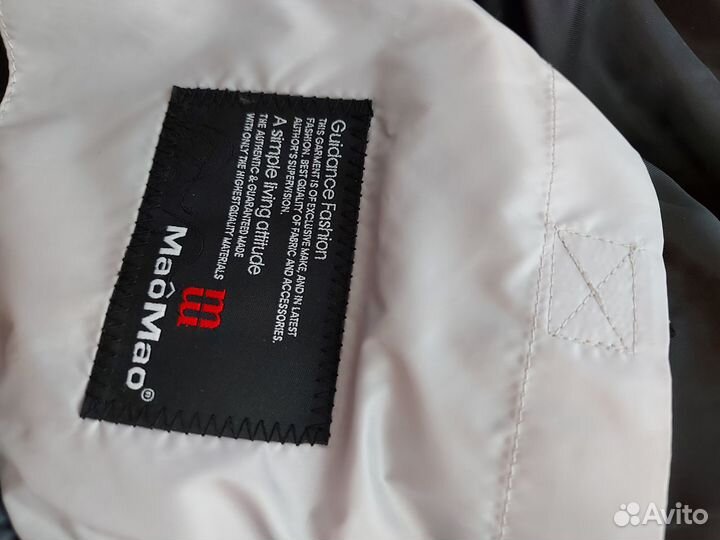 Guidance Fashion
THIS GARMENT IS OF EXCLUSIVE MAKE, AND IN LATEST
FASHION. BEST QUALITY OF FABRIC AND ACCESSORIES.
AUTHOR'S SUPERVISION.
A simple living attitude
THE AUTHENTIC & GUARANTEED MADE
WITH ONLY THE HIGHEST QUALITY MATERIALS
m
MaôMao®
Avito